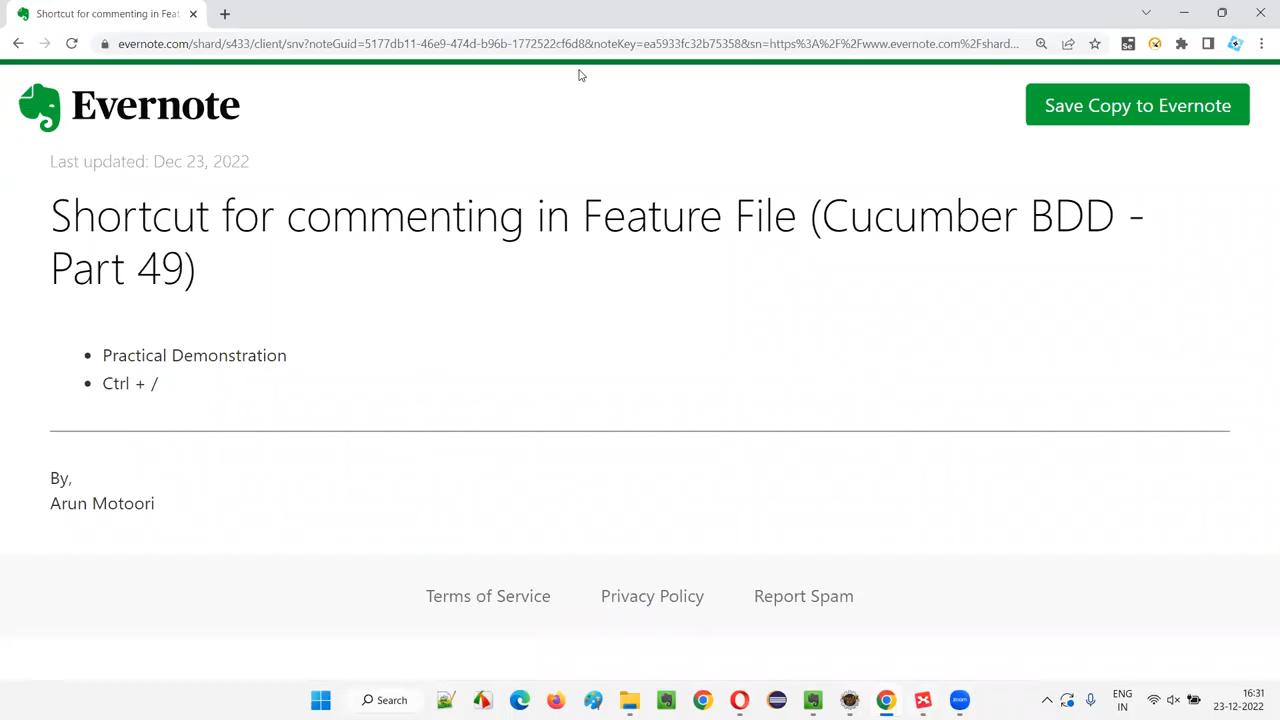 Shortcut for commenting in Feat
evernote.com/shard/s433/client/snv?noteGuid=5177db11-
-1772522cf6d8&noteKey=ea5933fc32b75358&sn=https%3A%2F%2Fwww.evernote.com%2Fshard...
Evernote
Save Copy to Evernote
Last updated: Dec 23, 2022
Shortcut for commenting in Feature File (Cucumber BDD -
Part 49)
• Practical Demonstration
• Ctrl + /
By,
Arun Motoori
Terms of Service Privacy Policy Report Spam
Search
zoom
ENG
IN
16:31
23-12-2022